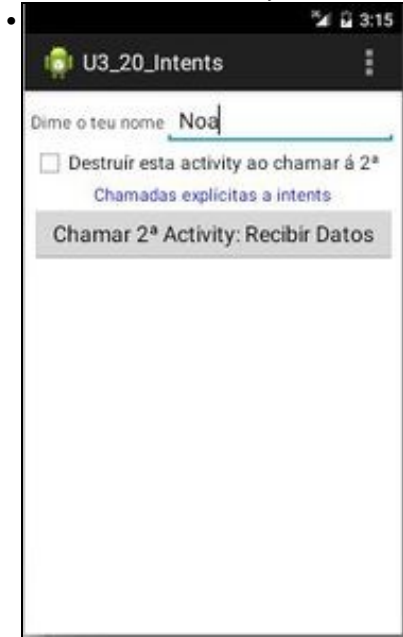 3:15
U3_20_Intents
Dime o teu nome Noa
Destruír esta activity ao chamar á 2ª
Chamadas explícitas a intents
Chamar 2ª Activity: Recibir Datos